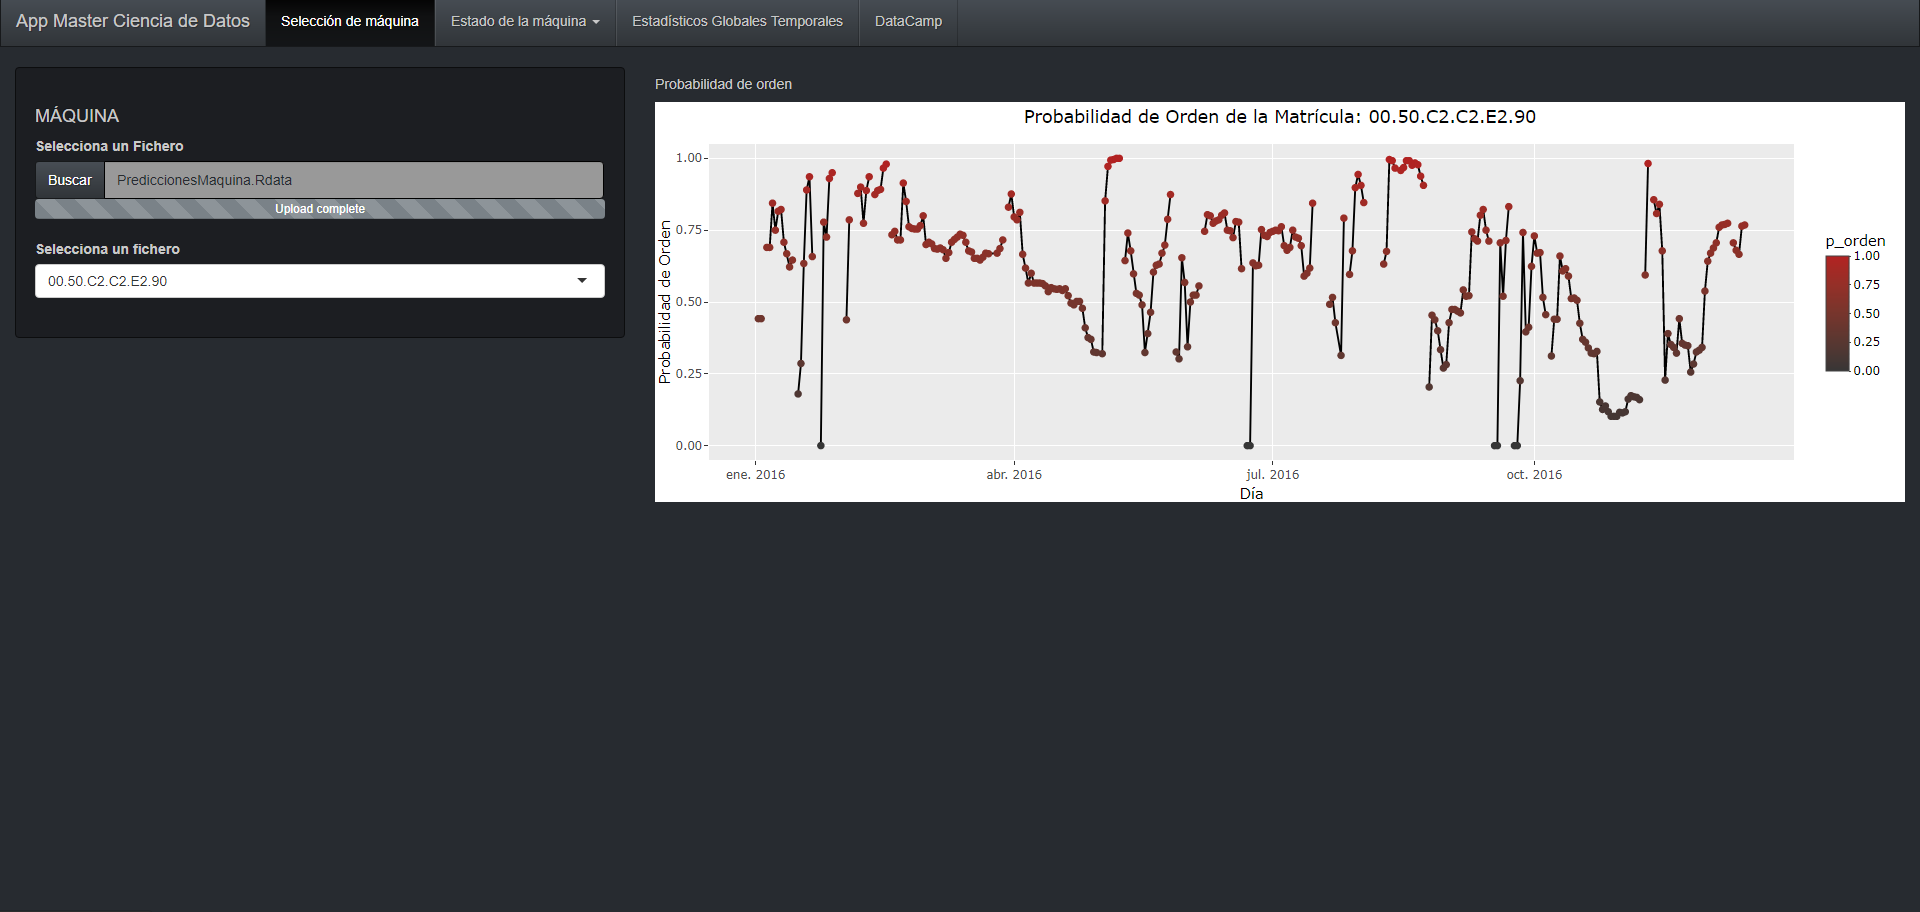 App Master Ciencia de Datos
Selección de máquina
Estado de la máquina
Estadísticos Globales Temporales
DataCamp
MÁQUINA
Selecciona un Fichero
Buscar
PrediccionesMaquina.Rdata
Upload complete
Selecciona un fichero
00.50.C2.C2.E2.90
Probabilidad de orden
Probabilidad de Orden de la Matrícula: 00.50.C2.C2.E2.90
Probabilidad de Orden
1.00
0.75
0.50
0.25
0.00
ene. 2016
abr. 2016
jul. 2016
oct. 2016
Día
p_orden
1.00
0.75
0.50
0.25
0.00